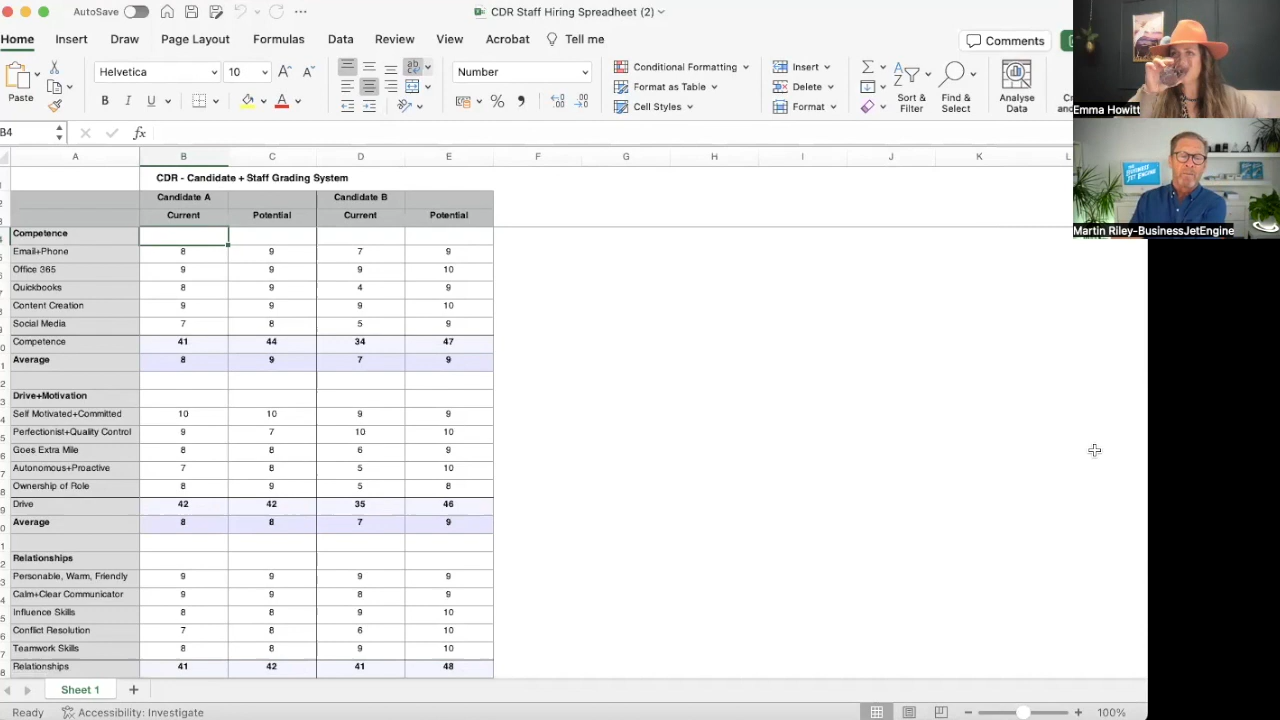 AutoSave
CDR Staff Hiring Spreadheet (2)
Home Insert Draw Page Layout Formulas Data Review View Acrobat Tell me
Comments
Paste
Helvetica 10
B I U
Number
Conditional Formatting
Format as Table
Cell Styles
Insert
Delete
Format
Sort & Filter
Find & Select
Analyse Data
B4 fx
A B C D E F G H I J K L
CDR - Candidate + Staff Grading System
Candidate A Candidate B
Current Potential Current Potential
Competence
Email+Phone 8 9 7 9
Office 365 9 9 9 10
Quickbooks 8 9 4 9
Content Creation 9 9 9 10
Social Media 7 8 5 9
Competence 41 44 34 47
Average 8 9 7 9
Drive+Motivation
Self Motivated+Committed 10 10 9 9
Perfectionist+Quality Control 9 7 10 10
Goes Extra Mile 8 8 6 9
Autonomous+Proactive 7 8 5 10
Ownership of Role 8 9 5 8
Drive 42 42 35 46
Average 8 8 7 9
Relationships
Personable, Warm, Friendly 9 9 9 9
Calm+Clear Communicator 9 9 8 9
Influence Skills 8 8 9 10
Conflict Resolution 7 8 6 10
Teamwork Skills 8 8 9 10
Relationships 41 42 41 48
Sheet 1
Ready Accessibility: Investigate
100%
Emma Howitt
THE BUSINESS JET ENGINE
Martin Riley-BusinessJetEngine